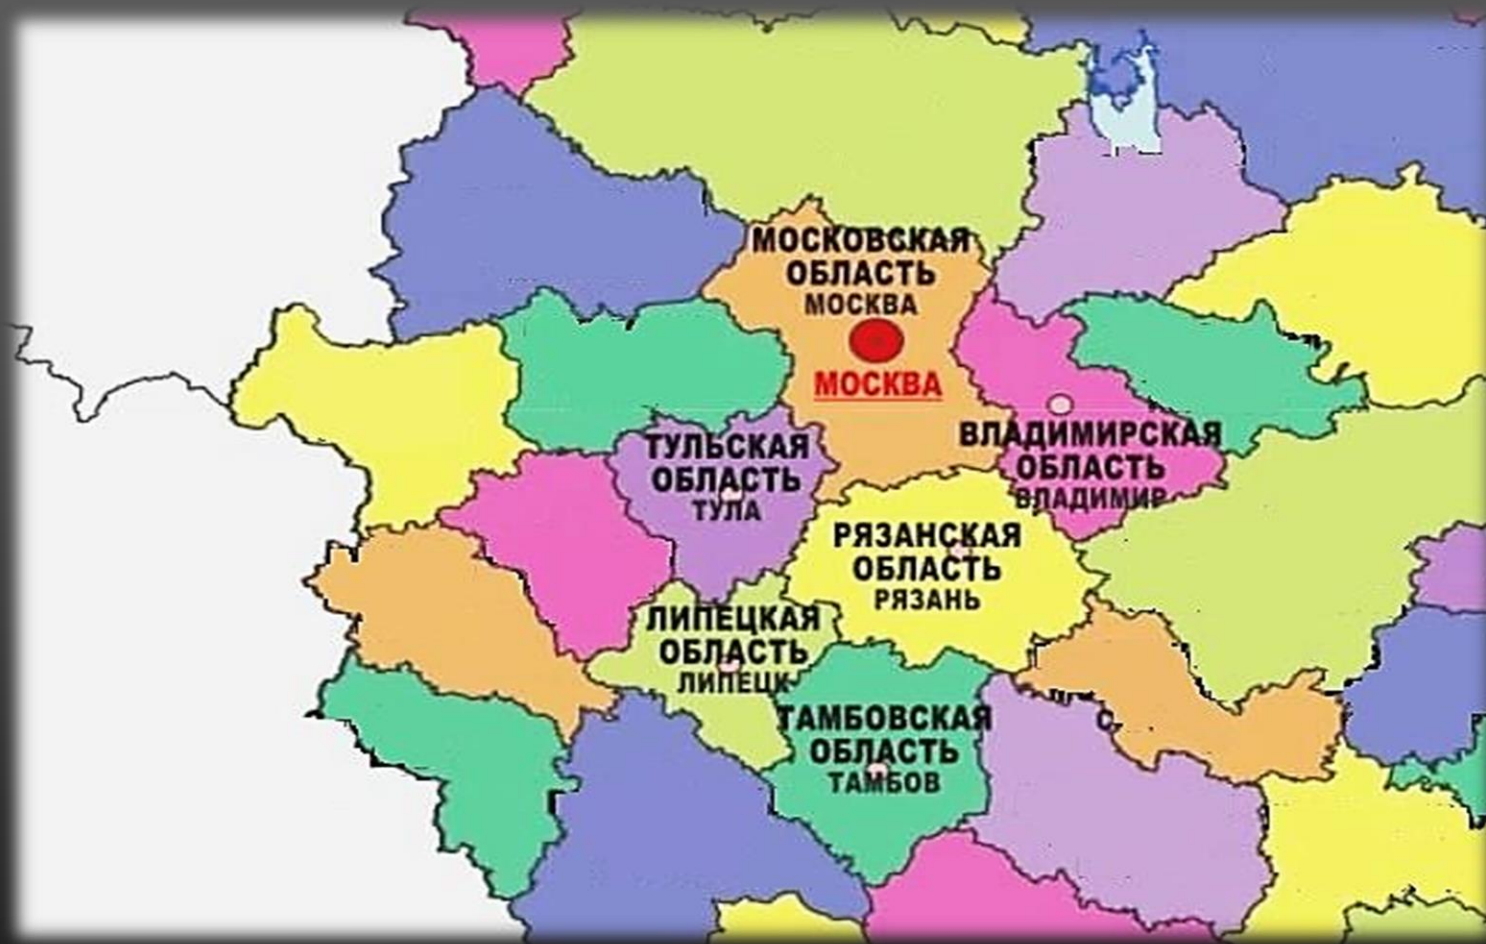 МОСКОВСКАЯ
ОБЛАСТЬ
МОСКВА
МОСКВА
ВЛАДИМИРСКАЯ
ОБЛАСТЬ
ВЛАДИМИР
ТУЛЬСКАЯ
ОБЛАСТЬ
ТУЛА
РЯЗАНСКАЯ
ОБЛАСТЬ
РЯЗАНЬ
ЛИПЕЦКАЯ
ОБЛАСТЬ
ЛИПЕЦК
ТАМБОВСКАЯ
ОБЛАСТЬ
ТАМБОВ